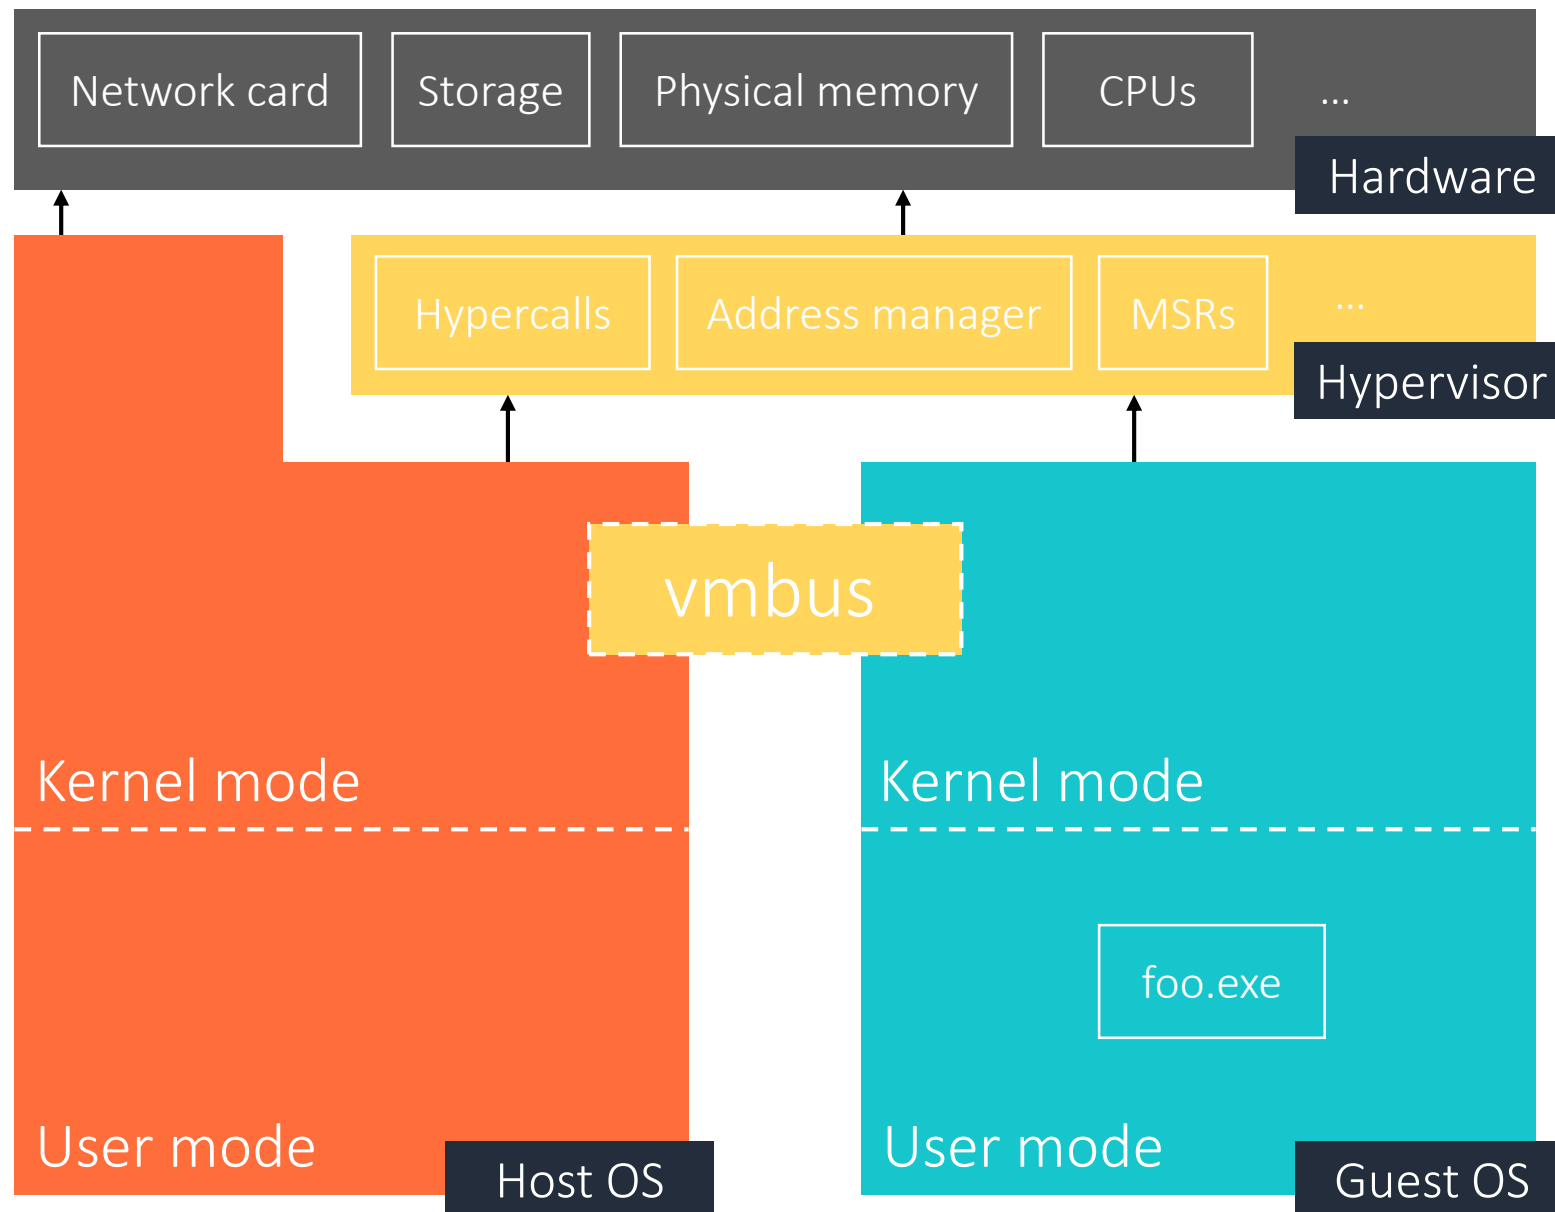 Network card
Storage
Physical memory
CPUs
...
Hardware
Hypercalls
Address manager
MSRs
...
Hypervisor
vmbus
Kernel mode
Kernel mode
foo.exe
User mode
User mode
Host OS
Guest OS